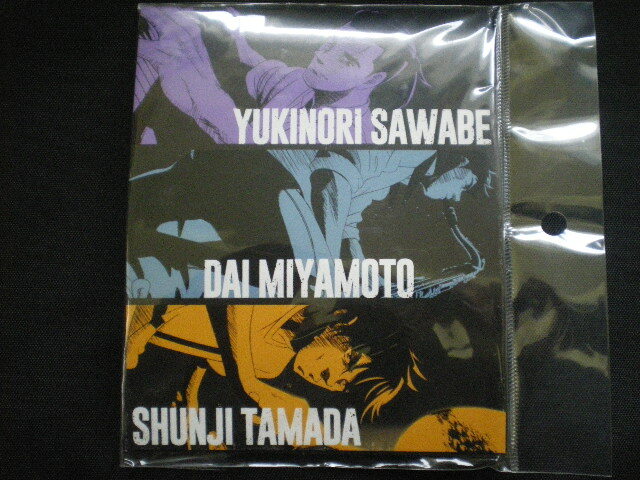 YUKINORI SAWABE
DAI MIYAMOTO
SHUNJI TAMADA